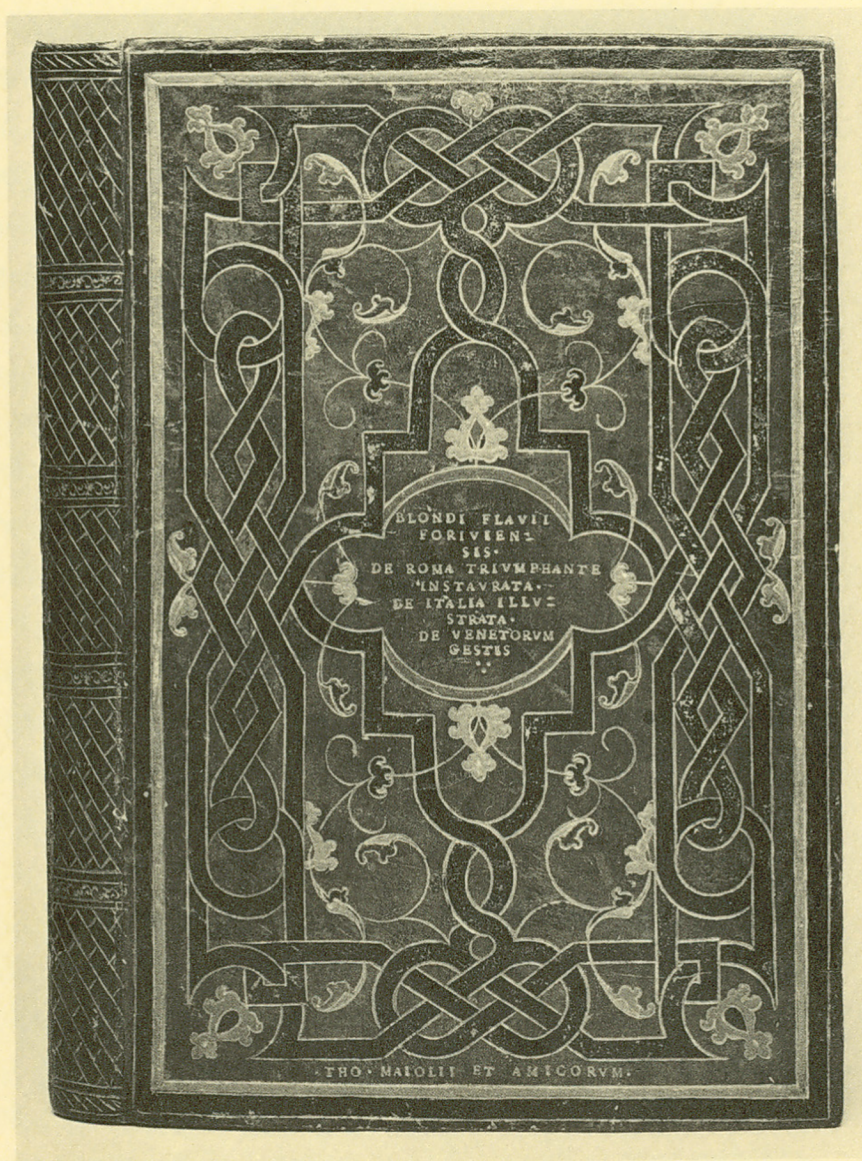 BLONDI FLAVII
FORIVIEN=
SIS·
DE ROMA TRIVMPHANTE
INSTAVRATA·
DE ITALIA ILLV=
STRATA·
DE VENETORVM
GESTIS
·THO· MAIOLII ET AMICORVM·